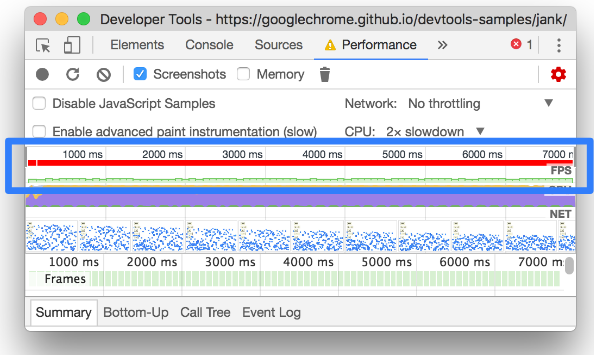 Developer Tools - https://googlechrome.github.io/devtools-samples/jank/
Elements Console Sources Performance » 1
Screenshots Memory
Disable JavaScript Samples Network: No throttling
Enable advanced paint instrumentation (slow) CPU: 2× slowdown
1000 ms 2000 ms 3000 ms 4000 ms 5000 ms 6000 ms 7000 m
FPS
NET
1000 ms 2000 ms 3000 ms 4000 ms 5000 ms 6000 ms 7000 m
Frames
Summary Bottom-Up Call Tree Event Log